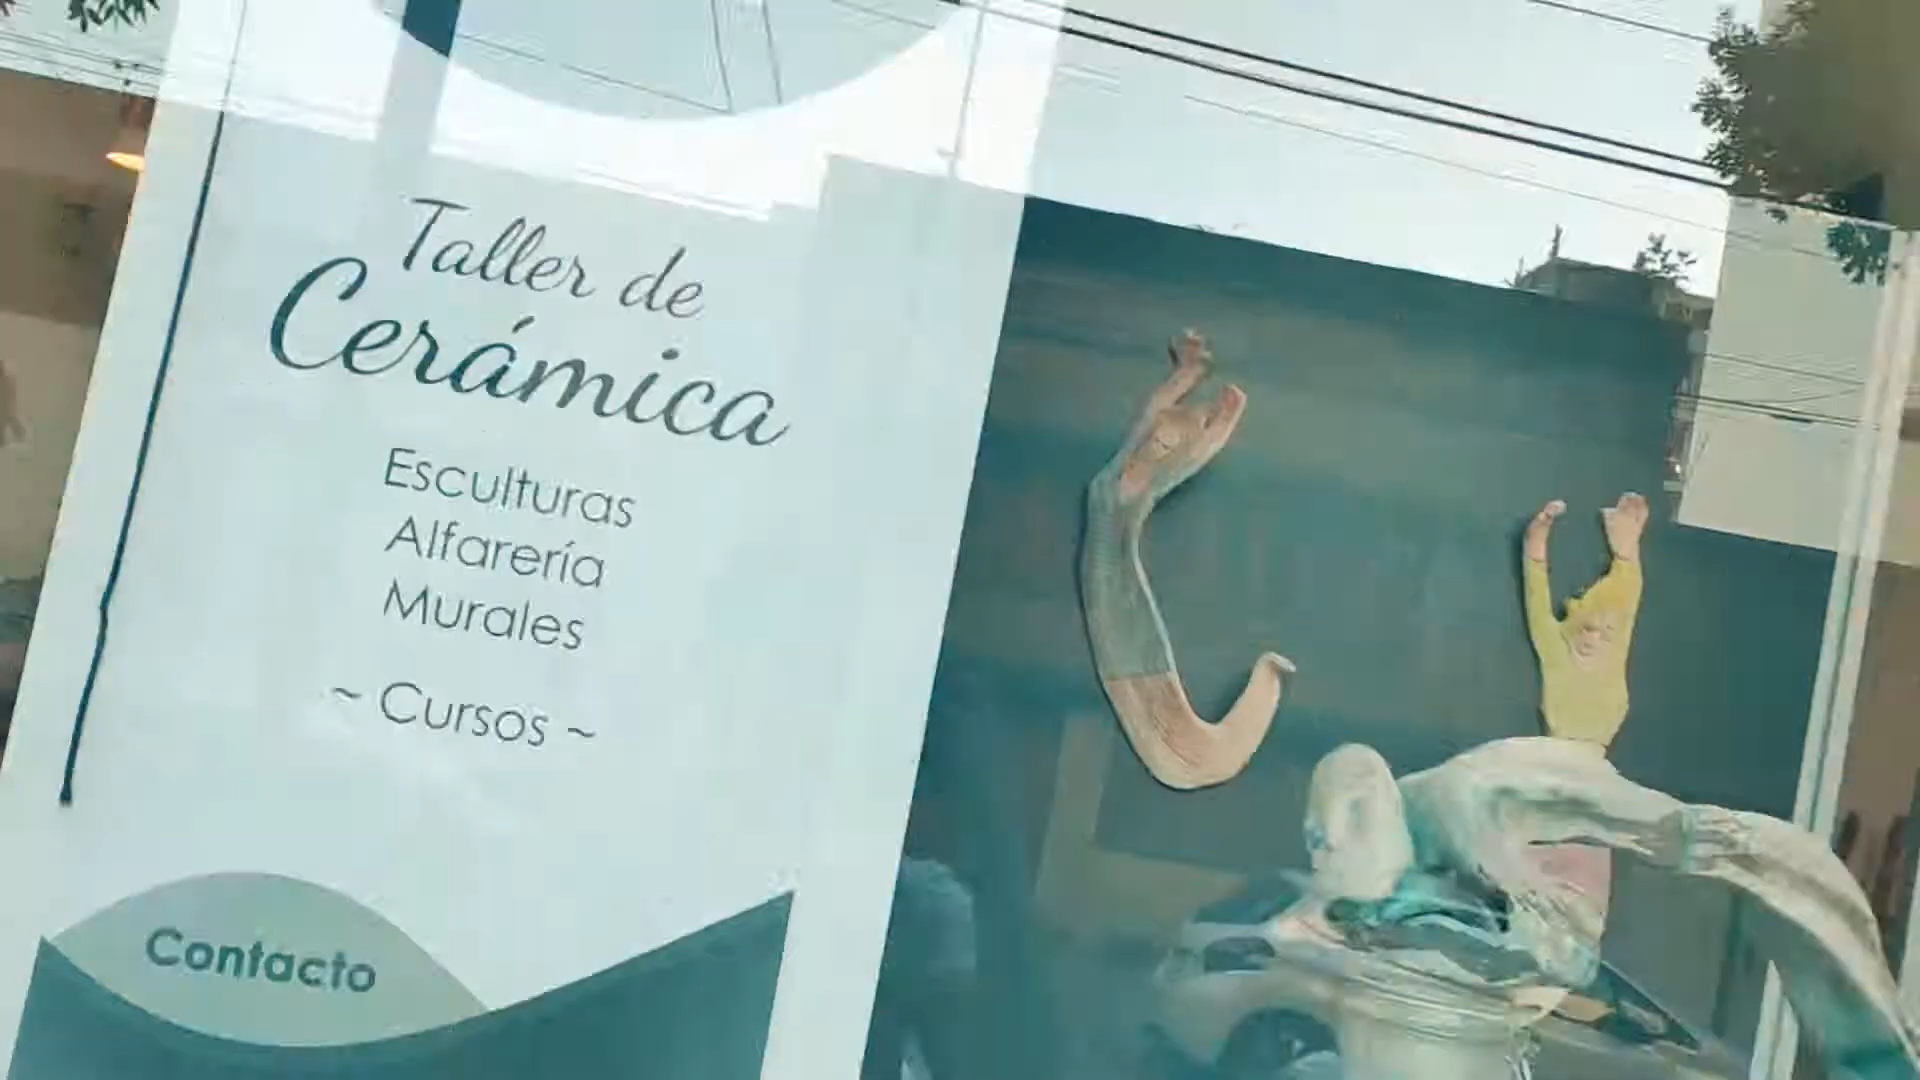 Taller de
Cerámica
Esculturas
Alfarería
Murales
~ Cursos ~
Contacto